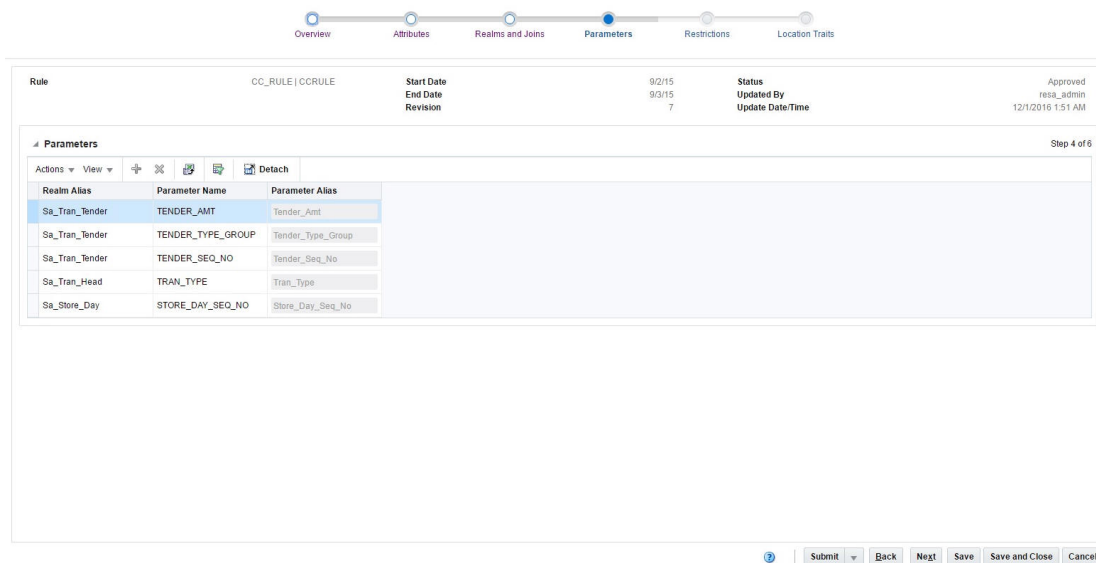 Overview Attributes Realms and Joins Parameters Restrictions Location Traits
Rule CC_RULE | CCRULE Start Date 9/2/15 Status Approved
End Date 9/3/15 Updated By resa_admin
Revision 7 Update Date/Time 12/1/2016 1:51 AM
Parameters Step 4 of 6
Actions View Detach
Realm Alias Parameter Name Parameter Alias
Sa_Tran_Tender TENDER_AMT Tender_Amt
Sa_Tran_Tender TENDER_TYPE_GROUP Tender_Type_Group
Sa_Tran_Tender TENDER_SEQ_NO Tender_Seq_No
Sa_Tran_Head TRAN_TYPE Tran_Type
Sa_Store_Day STORE_DAY_SEQ_NO Store_Day_Seq_No
? Submit Back Next Save Save and Close Cancel